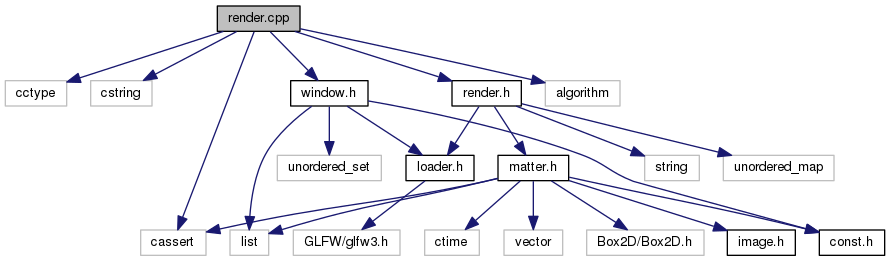 render.cpp
cctype
cstring
window.h
render.h
algorithm
unordered_set
loader.h
matter.h
string
unordered_map
cassert
list
GLFW/glfw3.h
ctime
vector
Box2D/Box2D.h
image.h
const.h